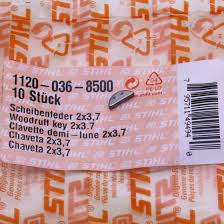 STIHL
1120-036-8500
10 Stück
Scheibenfeder 2x3,7
Woodruff key 2x3,7
Clavette demi-lune 2x3,7
Chaveta 2x3,7
Chaveta 2x3,7